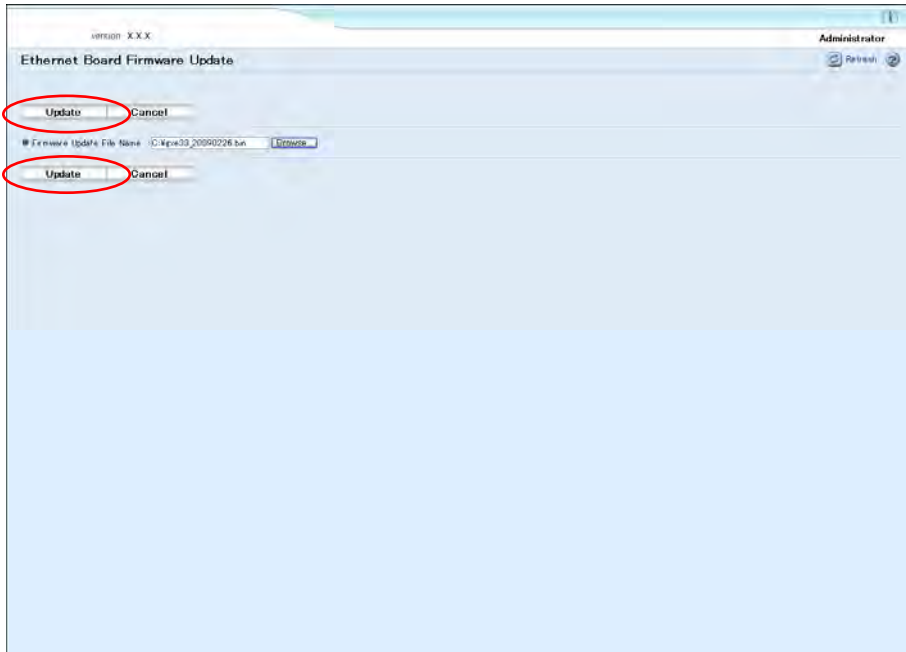 version X.X.X
Administrator
Ethernet Board Firmware Update
Refresh
Update Cancel
Firmware Update File Name Browse...
Update Cancel